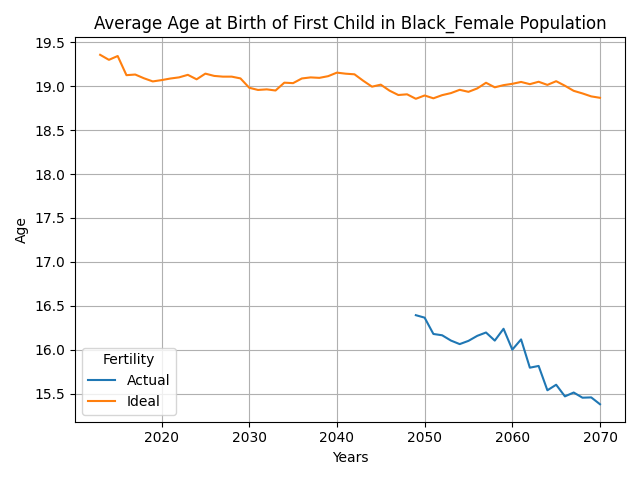 Average Age at Birth of First Child in Black_Female Population
19.5
19.0
18.5
18.0
17.5
17.0
16.5
16.0
15.5
Age
Fertility
Actual
Ideal
2020 2030 2040 2050 2060 2070
Years